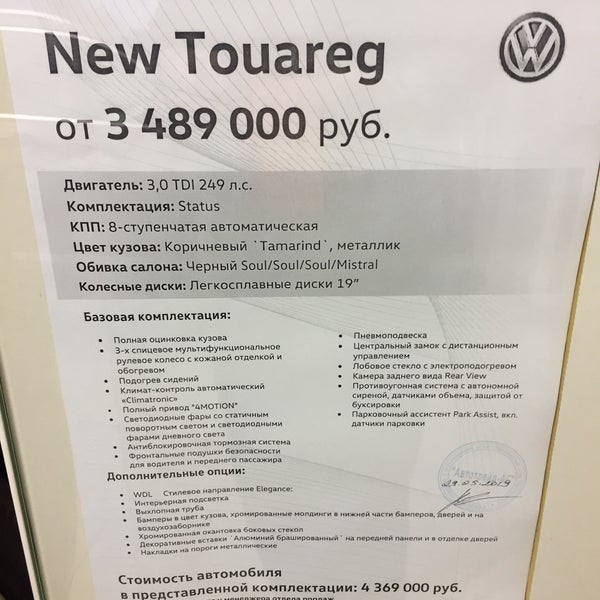 New Touareg
от 3 489 000 руб.
Двигатель: 3,0 TDI 249 л.с.
Комплектация: Status
КПП: 8-ступенчатая автоматическая
Цвет кузова: Коричневый `Tamarind`, металлик
Обивка салона: Черный Soul/Soul/Soul/Mistral
Колесные диски: Легкосплавные диски 19"
Базовая комплектация:
• Полная оцинковка кузова
• 3-х спицевое мультифункциональное
рулевое колесо с кожаной отделкой и
обогревом
• Подогрев сидений
• Климат-контроль автоматический
«Climatronic»
• Полный привод "4MOTION"
• Светодиодные фары со статичным
поворотным светом и светодиодными
фарами дневного света
• Антиблокировочная тормозная система
• Фронтальные подушки безопасности
для водителя и переднего пассажира
• Пневмоподвеска
• Центральный замок с дистанционным
управлением
• Лобовое стекло с электроподогревом
• Камера заднего вида Rear View
• Противоугонная система с автономной
сиреной, датчиками объема, защитой от
буксировки
• Парковочный ассистент Park Assist, вкл.
датчики парковки
Дополнительные опции:
• WDL Стилевое направление Elegance:
• Интерьерная подсветка
• Выхлопная труба
• Бамперы в цвет кузова, хромированные молдинги в нижней части бамперов, дверей и на
воздухозаборнике
• Хромированная окантовка боковых стекол
• Декоративные вставки `Алюминий брашированный` на передней панели и в отделке дверей
• Накладки на пороги металлические
29.05.2019
Стоимость автомобиля
в представленной комплектации: 4 369 000 руб.
менеджера отдела продаж